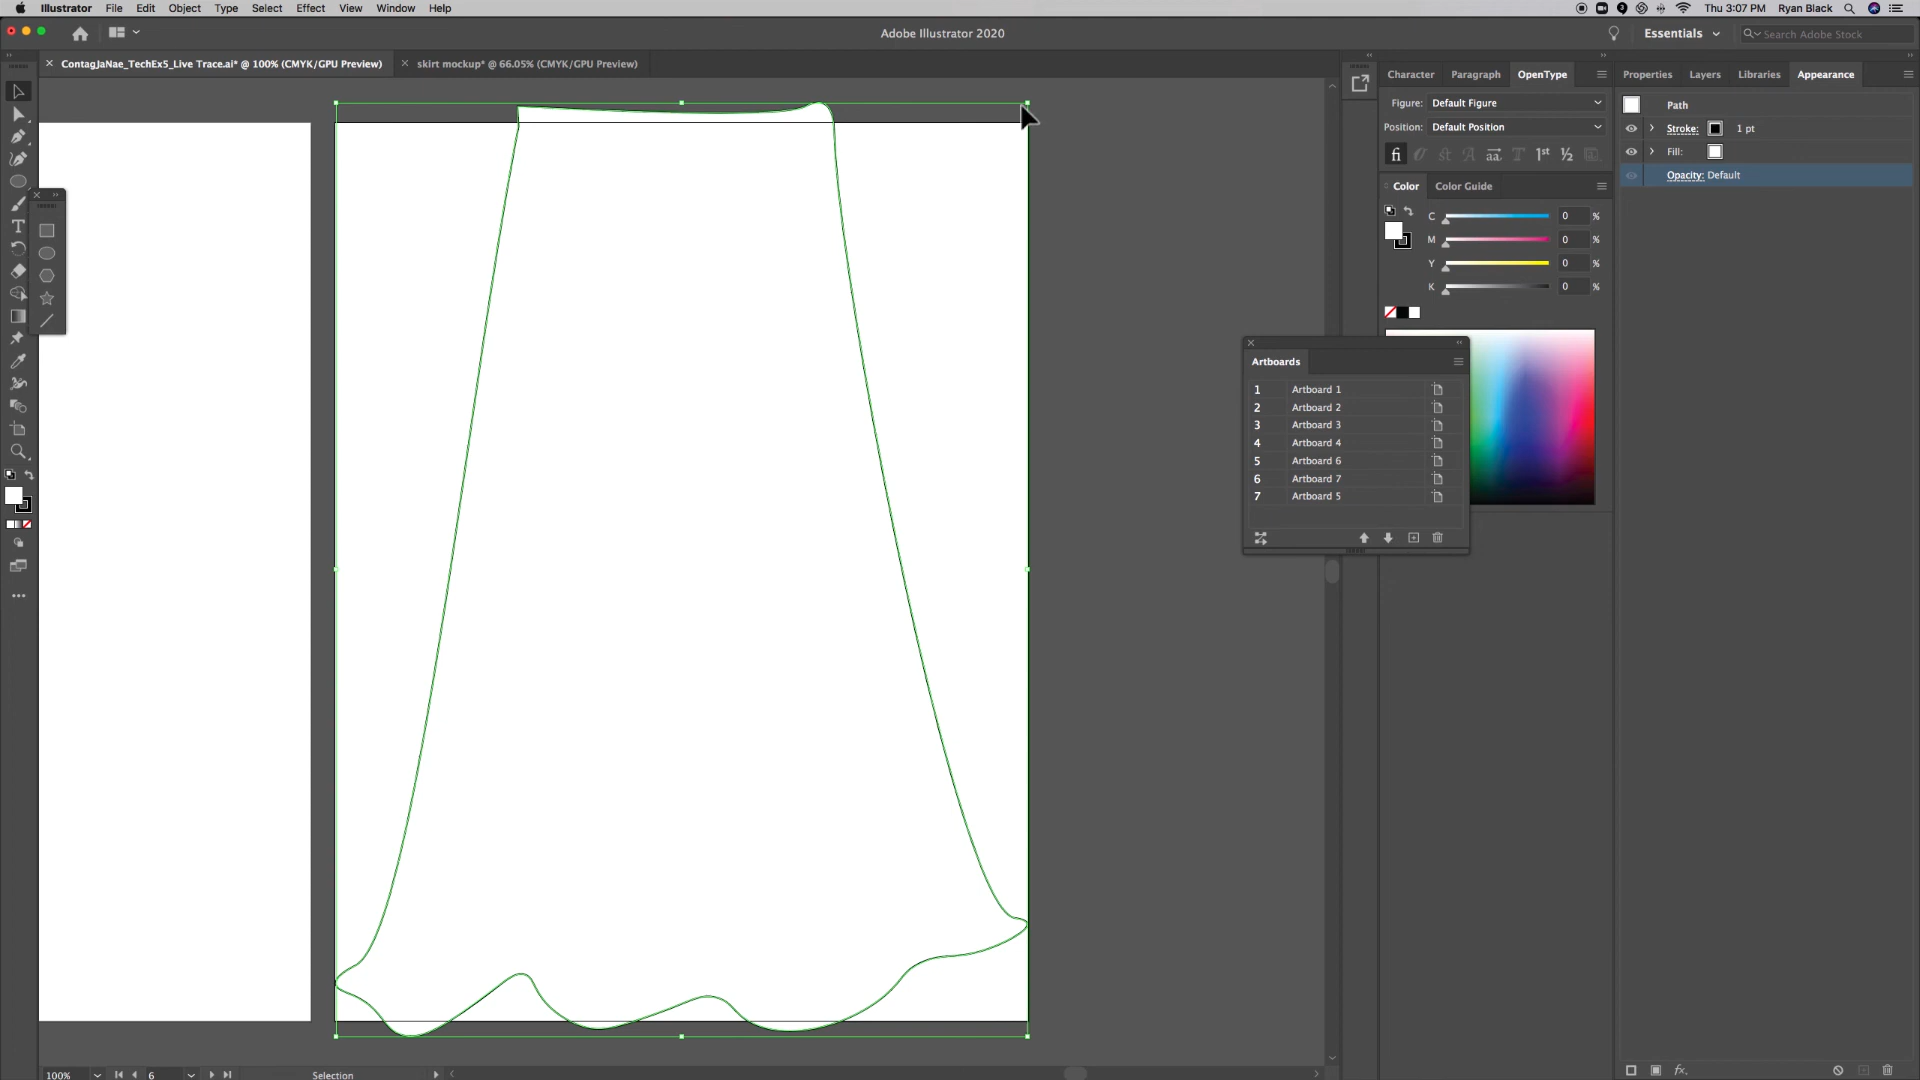 Illustrator File Edit Object Type Select Effect View Window Help
Thu 3:07 PM Ryan Black
Adobe Illustrator 2020
Essentials
Search Adobe Stock
ContagJaNae_TechEx5_Live Trace.ai* @ 100% (CMYK/GPU Preview)
skirt mockup* @ 66.05% (CMYK/GPU Preview)
Character Paragraph OpenType
Properties Layers Libraries Appearance
Figure: Default Figure
Position: Default Position
Path
Stroke: 1 pt
Fill:
Opacity: Default
Color Color Guide
C 0 %
M 0 %
Y 0 %
K 0 %
Artboards
1 Artboard 1
2 Artboard 2
3 Artboard 3
4 Artboard 4
5 Artboard 6
6 Artboard 7
7 Artboard 5
100% 6 Selection